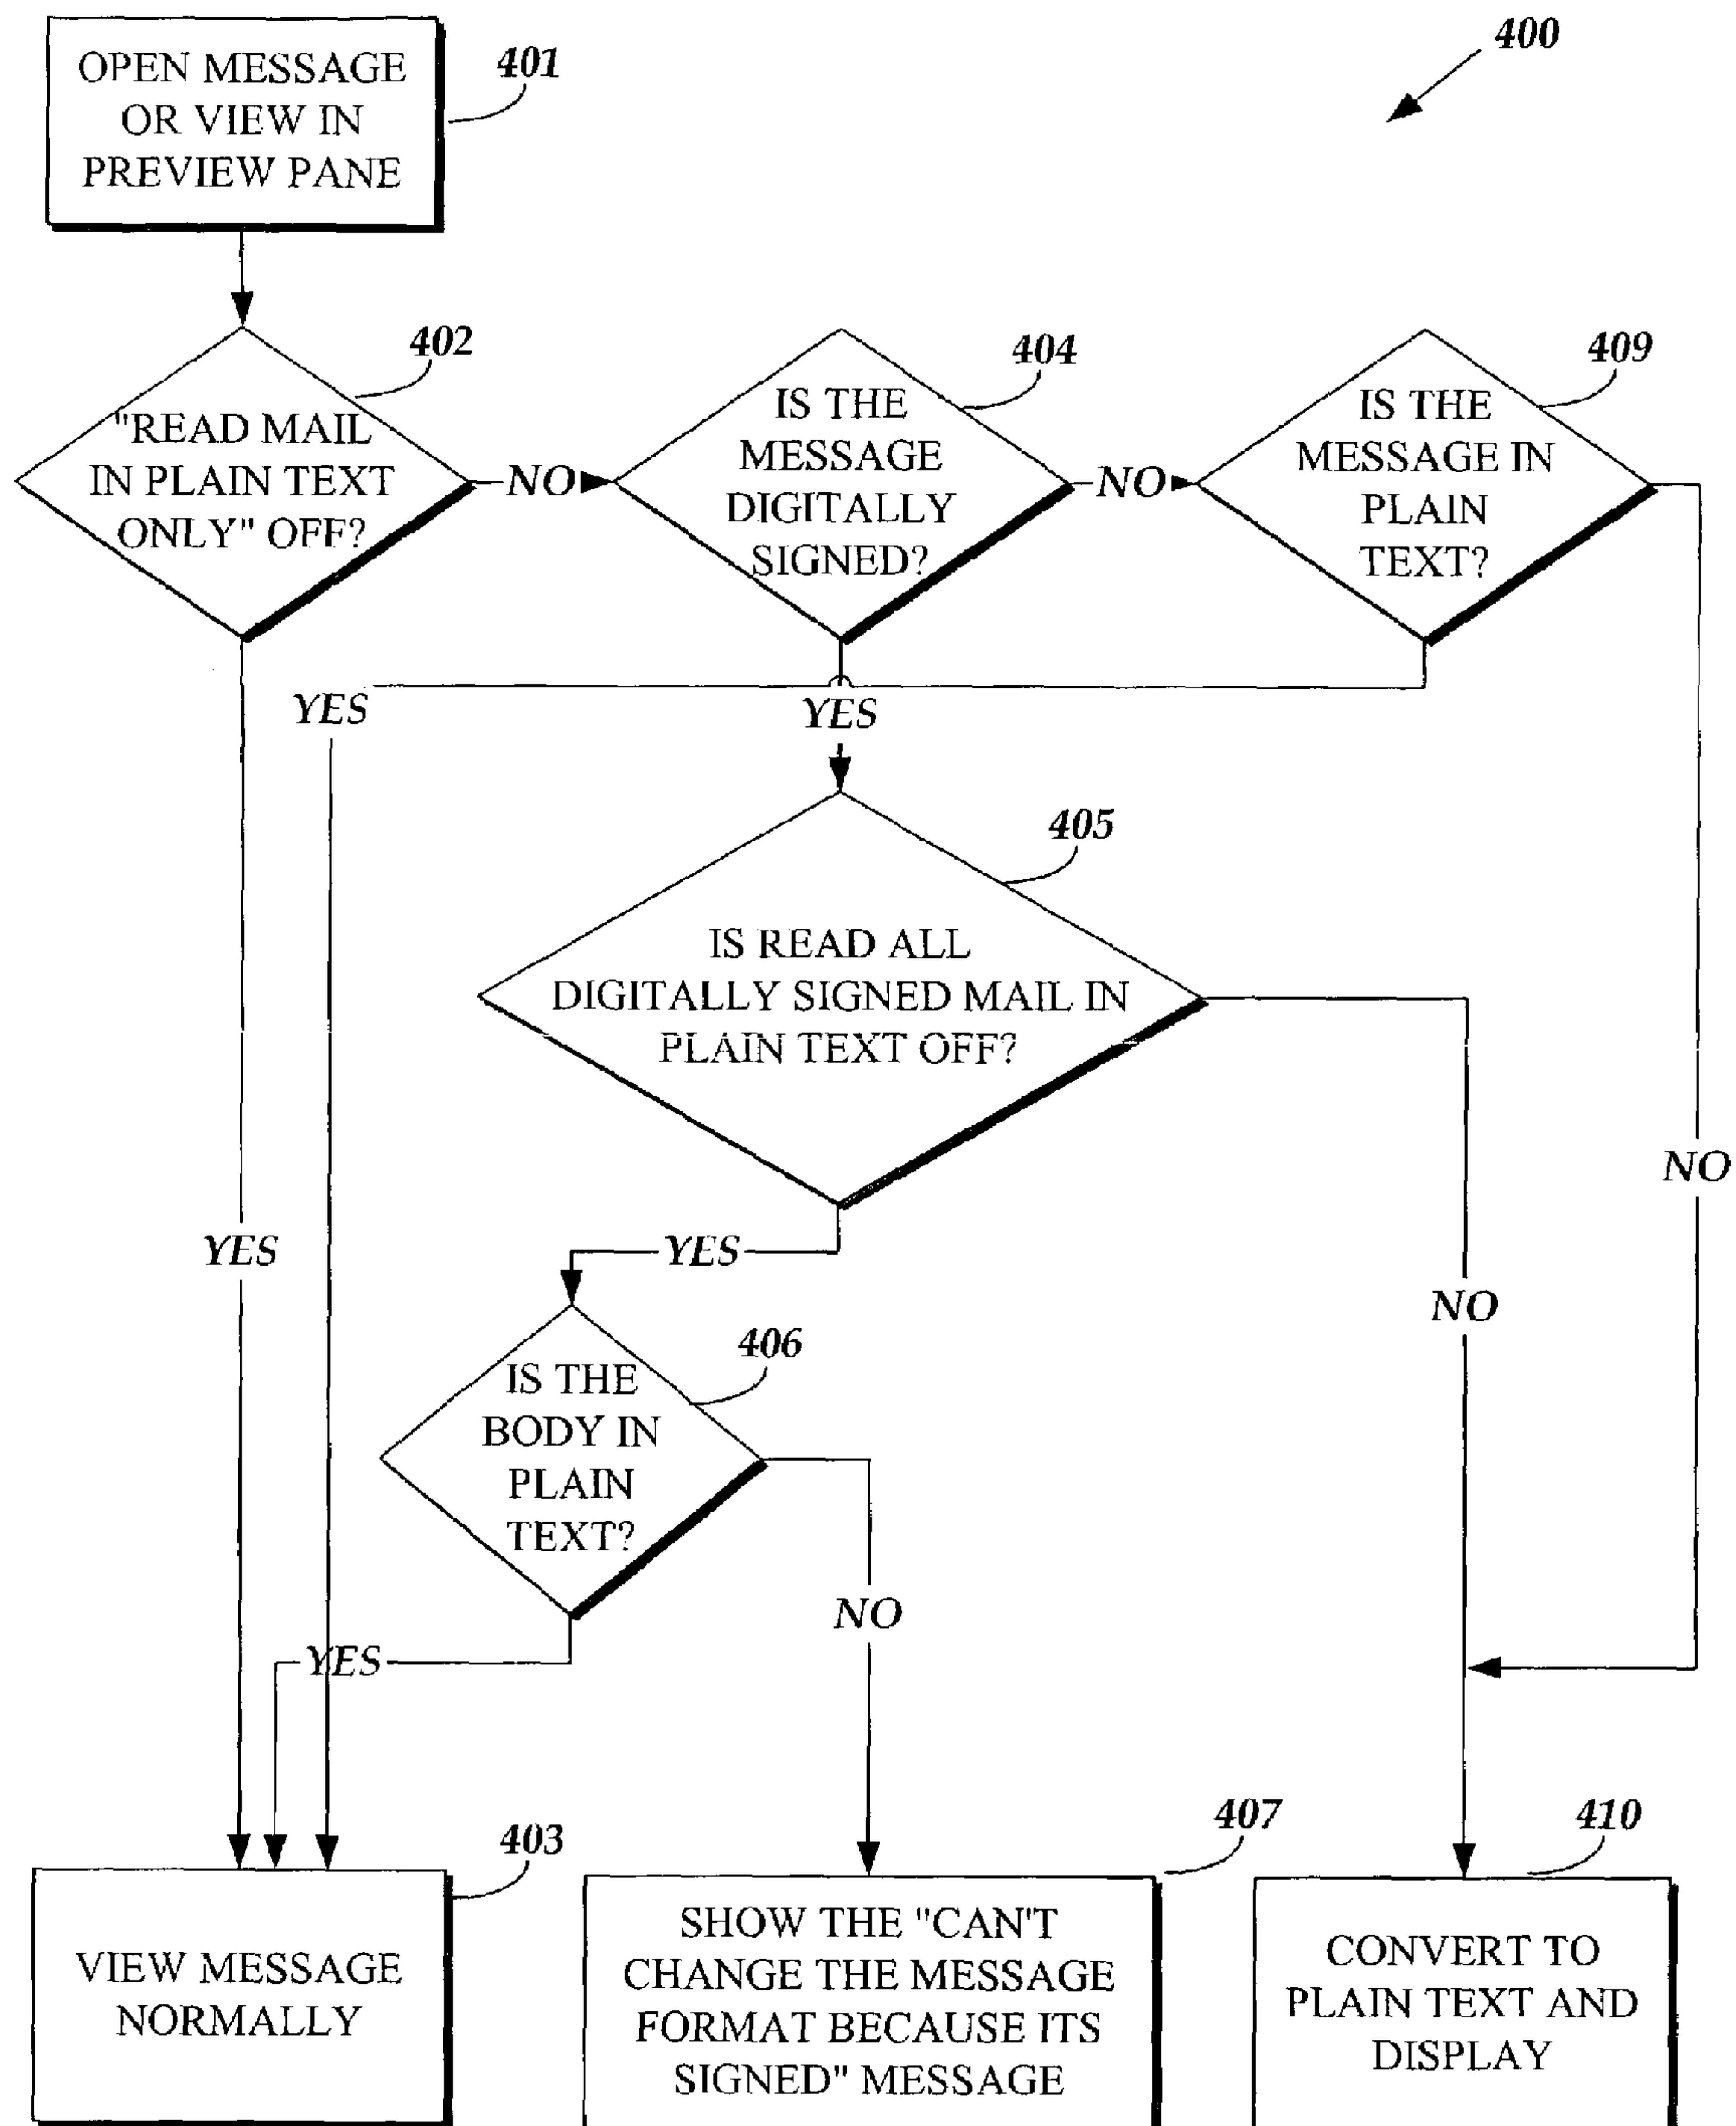 OPEN MESSAGE
OR VIEW IN
PREVIEW PANE
401
400
402
"READ MAIL
IN PLAIN TEXT
ONLY" OFF?
NO
404
IS THE
MESSAGE
DIGITALLY
SIGNED?
NO
409
IS THE
MESSAGE IN
PLAIN
TEXT?
YES
YES
405
IS READ ALL
DIGITALLY SIGNED MAIL IN
PLAIN TEXT OFF?
NO
YES
YES
NO
406
IS THE
BODY IN
PLAIN
TEXT?
NO
YES
403
VIEW MESSAGE
NORMALLY
407
SHOW THE "CAN'T
CHANGE THE MESSAGE
FORMAT BECAUSE ITS
SIGNED" MESSAGE
410
CONVERT TO
PLAIN TEXT AND
DISPLAY